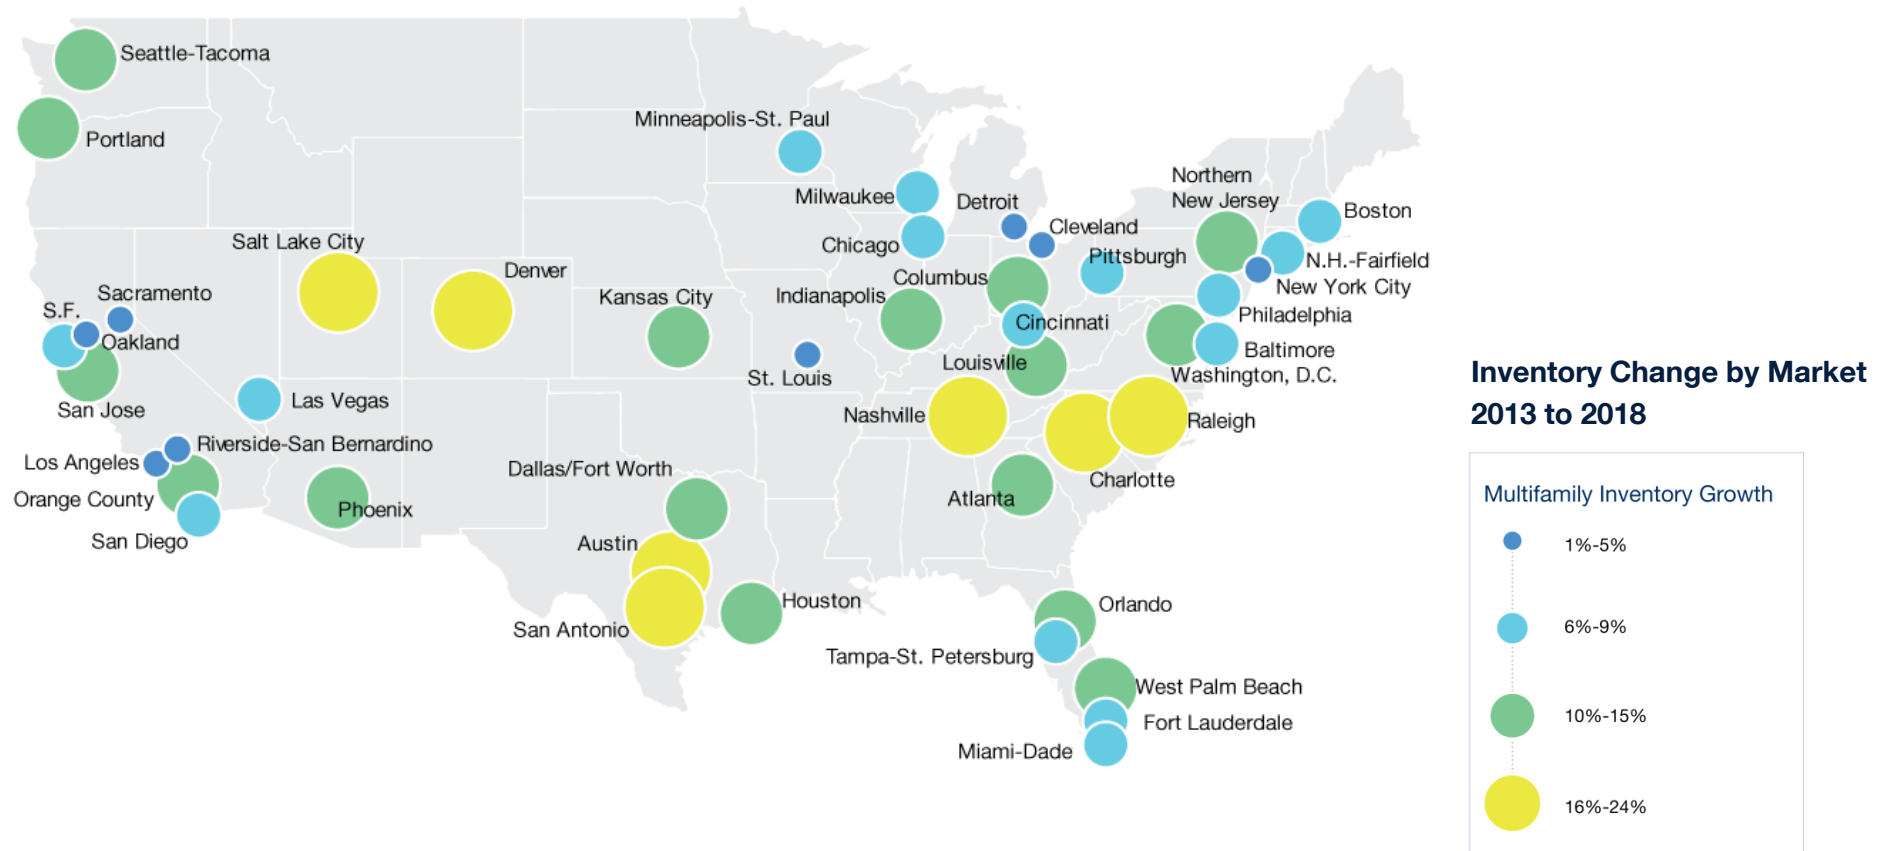 Seattle-Tacoma
Portland
Minneapolis-St. Paul
Milwaukee
Detroit
Cleveland
Chicago
Northern
New Jersey
Boston
Pittsburgh
N.H.-Fairfield
New York City
Philadelphia
Baltimore
Washington, D.C.
Salt Lake City
Denver
Kansas City
Columbus
Indianapolis
Cincinnati
Louisville
St. Louis
Sacramento
S.F.
Oakland
San Jose
Las Vegas
Riverside-San Bernardino
Los Angeles
Orange County
San Diego
Phoenix
Nashville
Raleigh
Charlotte
Atlanta
Dallas/Fort Worth
Austin
San Antonio
Houston
Orlando
Tampa-St. Petersburg
West Palm Beach
Fort Lauderdale
Miami-Dade
Inventory Change by Market
2013 to 2018
Multifamily Inventory Growth
1%-5%
6%-9%
10%-15%
16%-24%